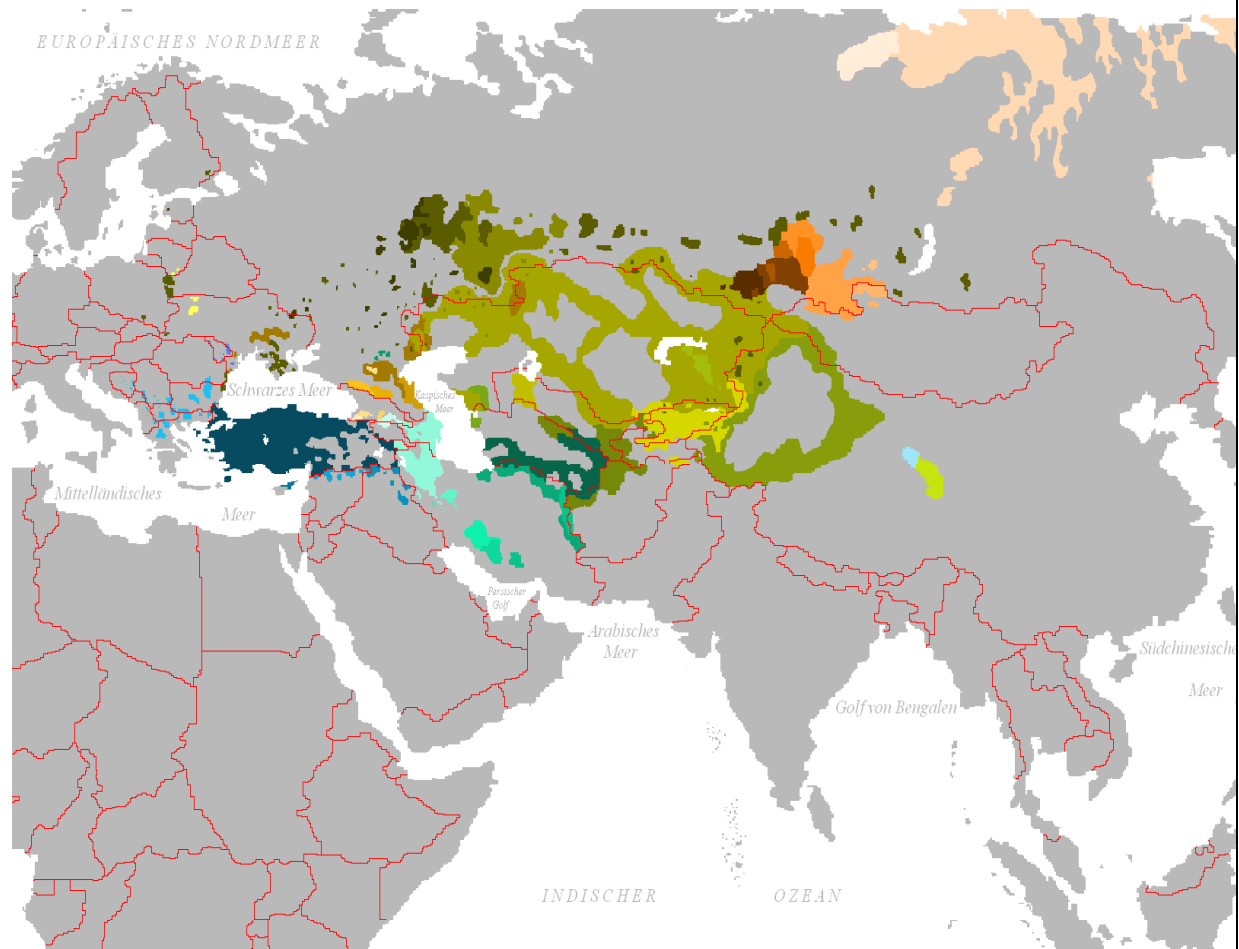 EUROPÄISCHES NORDMEER
Schwarzes Meer
Kaspisches
Meer
Mittelländisches
Meer
Persischer
Golf
Arabisches
Meer
Südchinesische
Meer
Golf von Bengalen
INDISCHER OZEAN